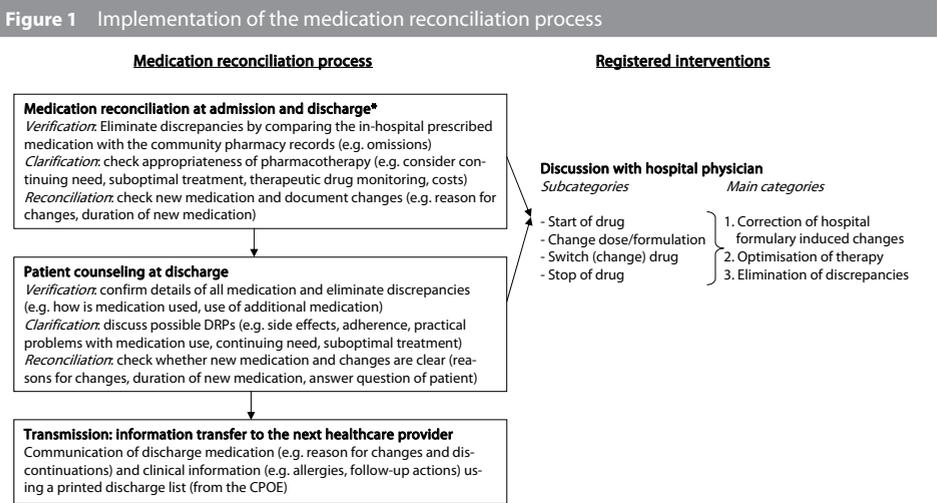 Figure 1 Implementation of the medication reconciliation process
Medication reconciliation process
Medication reconciliation at admission and discharge*
Verification: Eliminate discrepancies by comparing the in-hospital prescribed
medication with the community pharmacy records (e.g. omissions)
Clarification: check appropriateness of pharmacotherapy (e.g. consider con-
tinuing need, suboptimal treatment, therapeutic drug monitoring, costs)
Reconciliation: check new medication and document changes (e.g. reason for
changes, duration of new medication)
Patient counseling at discharge
Verification: confirm details of all medication and eliminate discrepancies
(e.g. how is medication used, use of additional medication)
Clarification: discuss possible DRPs (e.g. side effects, adherence, practical
problems with medication use, continuing need, suboptimal treatment)
Reconciliation: check whether new medication and changes are clear (rea-
sons for changes, duration of new medication, answer question of patient)
Transmission: information transfer to the next healthcare provider
Communication of discharge medication (e.g. reason for changes and dis-
continuations) and clinical information (e.g. allergies, follow-up actions) us-
ing a printed discharge list (from the CPOE)
Registered interventions
Discussion with hospital physician
Subcategories
- Start of drug
- Change dose/formulation
- Switch (change) drug
- Stop of drug
Main categories
1. Correction of hospital
formulary induced changes
2. Optimisation of therapy
3. Elimination of discrepancies